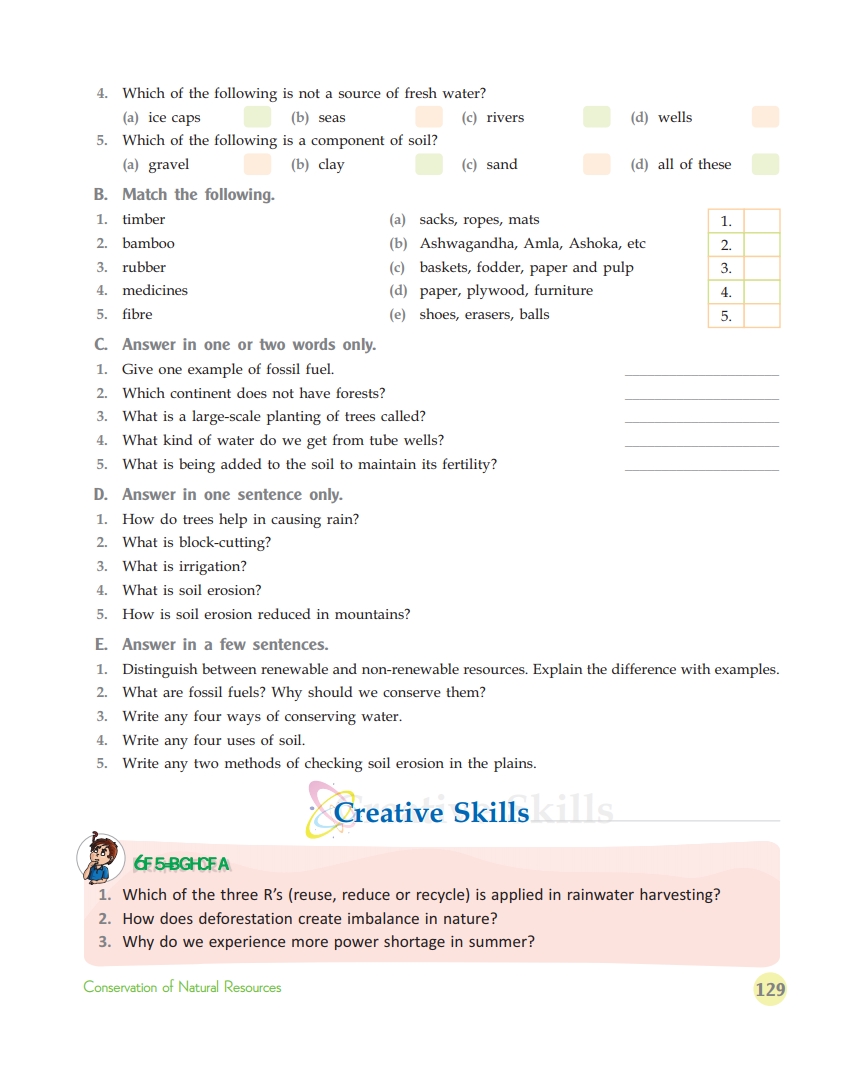 4. Which of the following is not a source of fresh water?
(a) ice caps (b) seas (c) rivers (d) wells
5. Which of the following is a component of soil?
(a) gravel (b) clay (c) sand (d) all of these
B. Match the following.
1. timber (a) sacks, ropes, mats 1.
2. bamboo (b) Ashwagandha, Amla, Ashoka, etc 2.
3. rubber (c) baskets, fodder, paper and pulp 3.
4. medicines (d) paper, plywood, furniture 4.
5. fibre (e) shoes, erasers, balls 5.
C. Answer in one or two words only.
1. Give one example of fossil fuel.
2. Which continent does not have forests?
3. What is a large-scale planting of trees called?
4. What kind of water do we get from tube wells?
5. What is being added to the soil to maintain its fertility?
D. Answer in one sentence only.
1. How do trees help in causing rain?
2. What is block-cutting?
3. What is irrigation?
4. What is soil erosion?
5. How is soil erosion reduced in mountains?
E. Answer in a few sentences.
1. Distinguish between renewable and non-renewable resources. Explain the difference with examples.
2. What are fossil fuels? Why should we conserve them?
3. Write any four ways of conserving water.
4. Write any four uses of soil.
5. Write any two methods of checking soil erosion in the plains.
Creative Skills
1. Which of the three R's (reuse, reduce or recycle) is applied in rainwater harvesting?
2. How does deforestation create imbalance in nature?
3. Why do we experience more power shortage in summer?
Conservation of Natural Resources 129